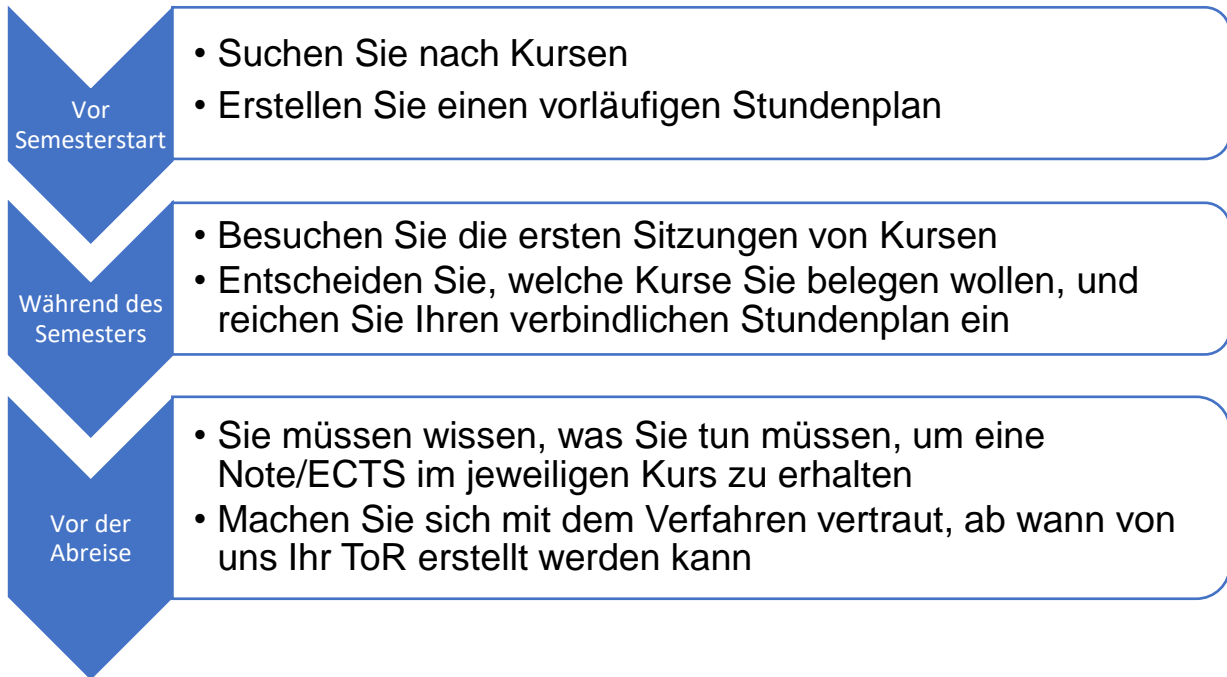 Vor
Semesterstart
• Suchen Sie nach Kursen
• Erstellen Sie einen vorläufigen Stundenplan
Während des
Semesters
• Besuchen Sie die ersten Sitzungen von Kursen
• Entscheiden Sie, welche Kurse Sie belegen wollen, und
reichen Sie Ihren verbindlichen Stundenplan ein
Vor der
Abreise
• Sie müssen wissen, was Sie tun müssen, um eine
Note/ECTS im jeweiligen Kurs zu erhalten
• Machen Sie sich mit dem Verfahren vertraut, ab wann von
uns Ihr ToR erstellt werden kann